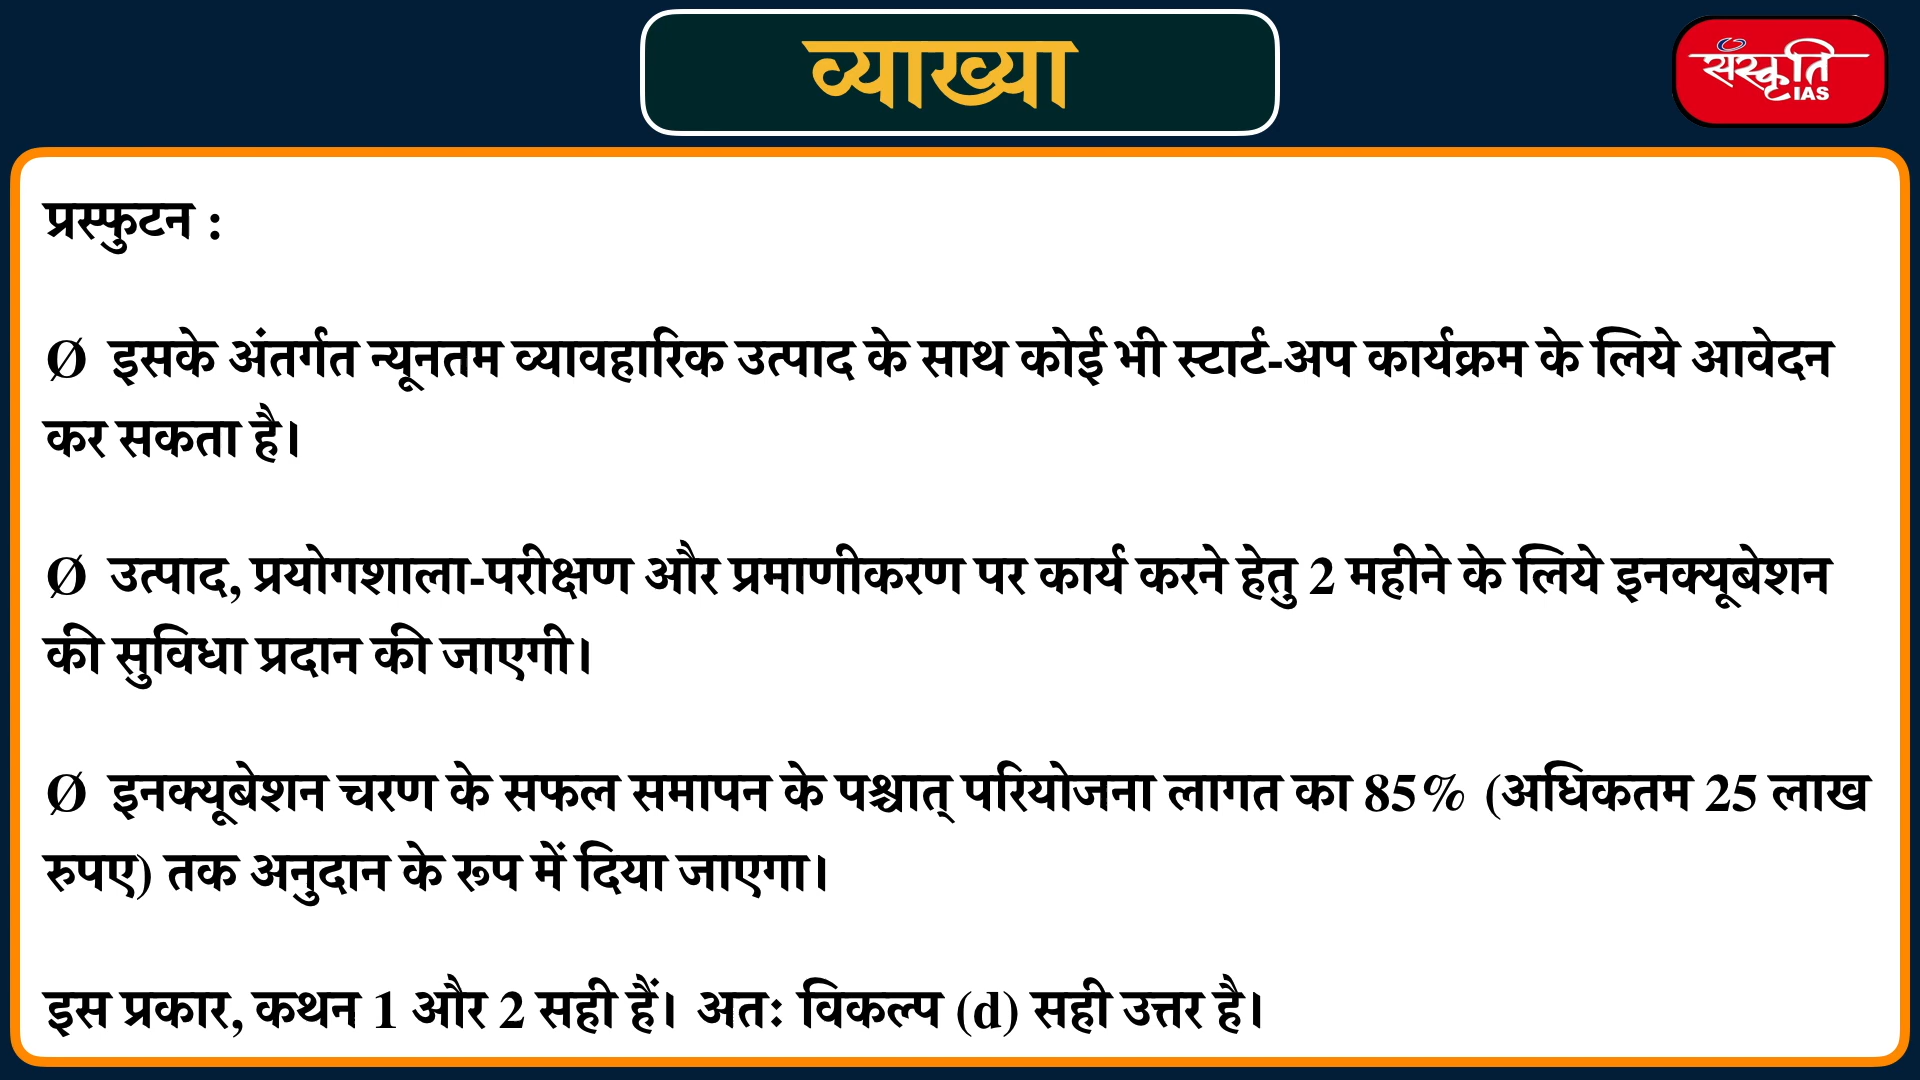 व्याख्या
संस्कृति
IAS
प्रस्फुटन :
Ø इसके अंतर्गत न्यूनतम व्यावहारिक उत्पाद के साथ कोई भी स्टार्ट-अप कार्यक्रम के लिये आवेदन
कर सकता है।
Ø उत्पाद, प्रयोगशाला-परीक्षण और प्रमाणीकरण पर कार्य करने हेतु 2 महीने के लिये इनक्यूबेशन
की सुविधा प्रदान की जाएगी।
Ø इनक्यूबेशन चरण के सफल समापन के पश्चात् परियोजना लागत का 85% (अधिकतम 25 लाख
रुपए) तक अनुदान के रूप में दिया जाएगा।
इस प्रकार, कथन 1 और 2 सही हैं। अतः विकल्प (d) सही उत्तर है।